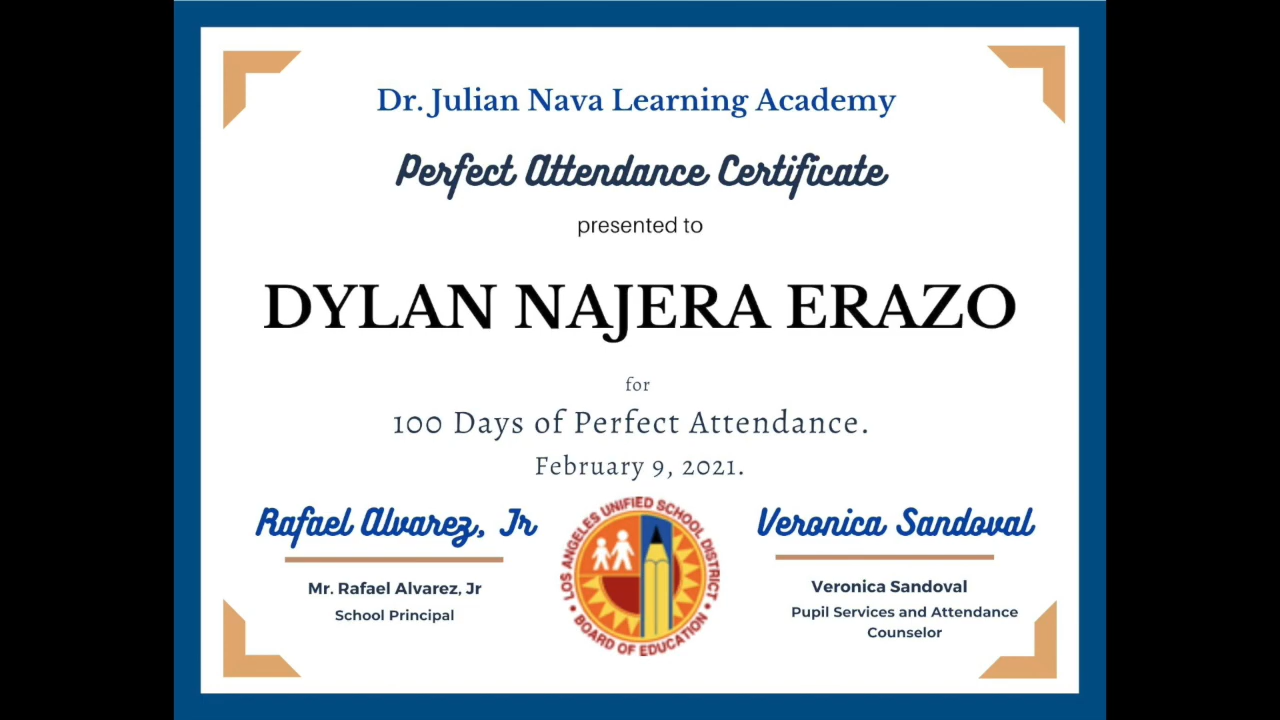 Dr. Julian Nava Learning Academy
Perfect Attendance Certificate
presented to
DYLAN NAJERA ERAZO
for
100 Days of Perfect Attendance.
February 9, 2021.
Rafael Alvarez, Jr
Mr. Rafael Alvarez, Jr
School Principal
LOS ANGELES UNIFIED SCHOOL DISTRICT
• BOARD OF EDUCATION •
Veronica Sandoval
Veronica Sandoval
Pupil Services and Attendance
Counselor